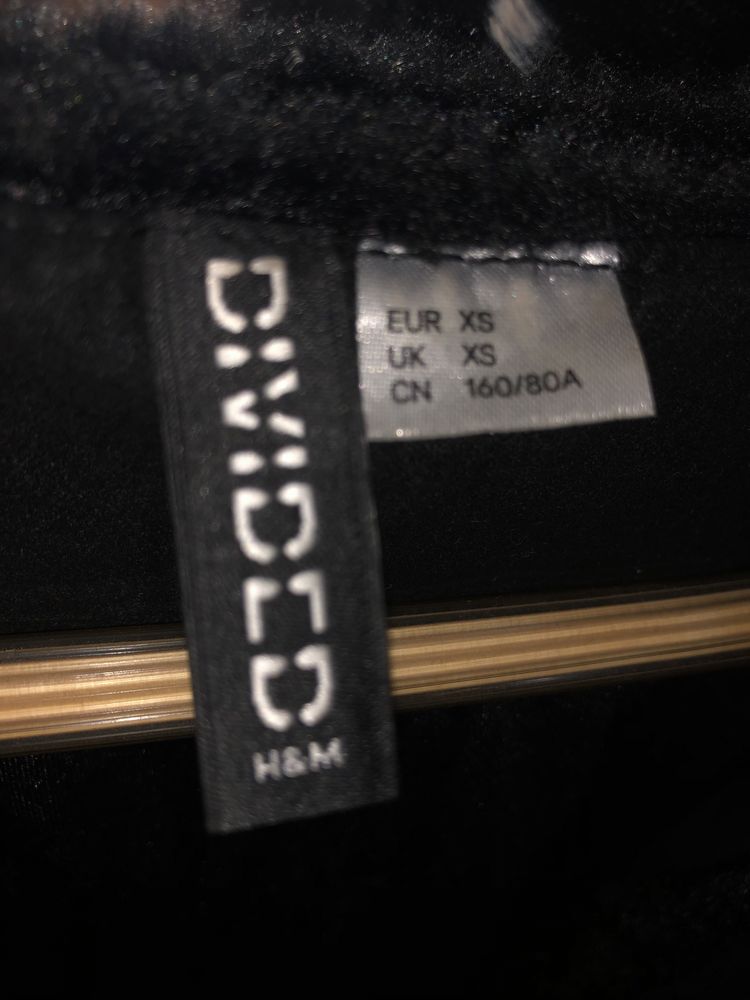 DIVIDED
H&M
EUR XS
UK XS
CN 160/80A